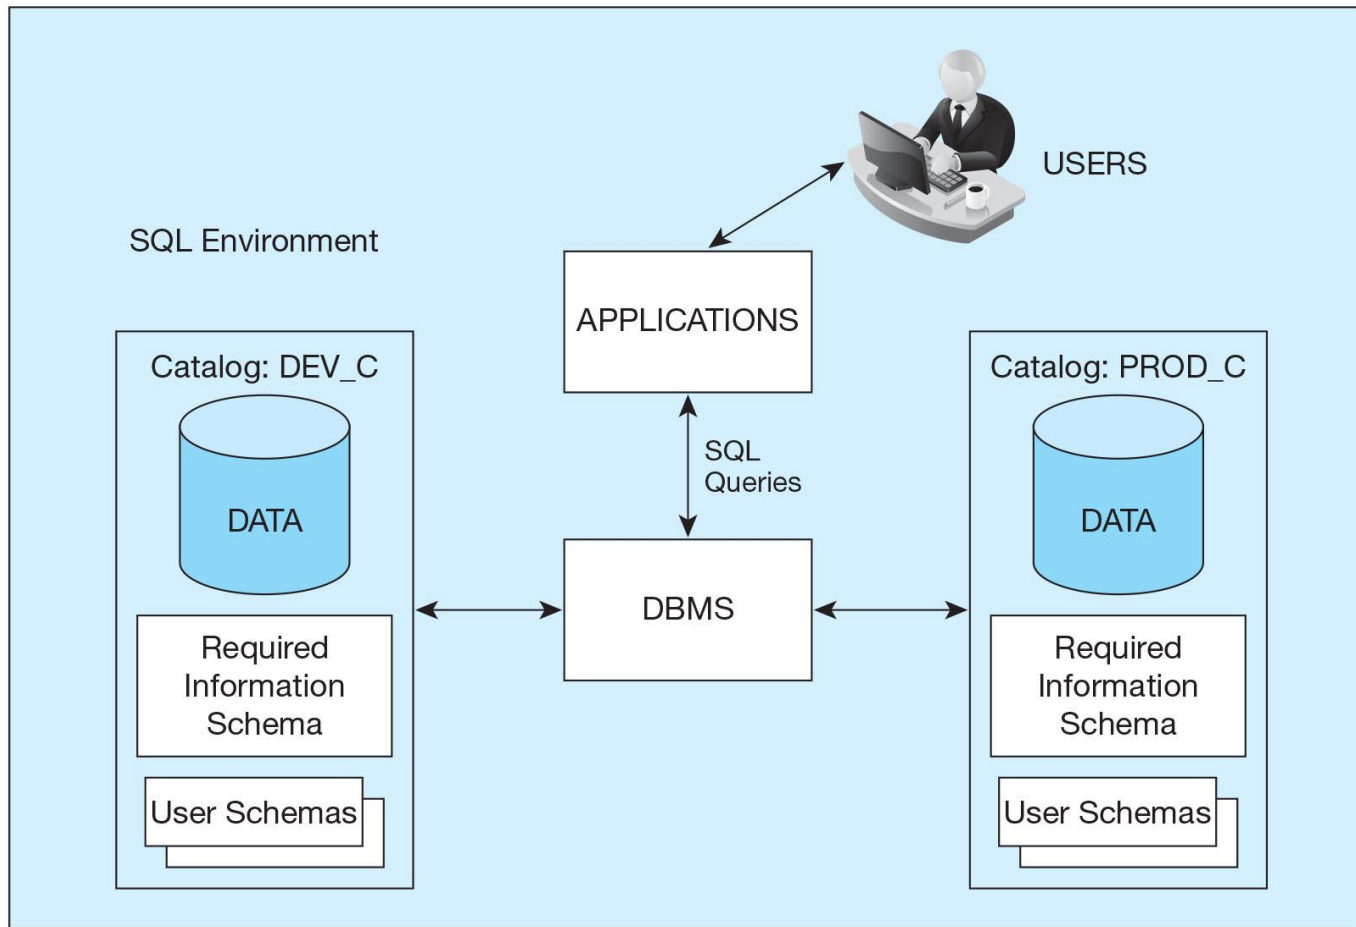 USERS
SQL Environment
APPLICATIONS
Catalog: DEV_C
DATA
Required
Information
Schema
User Schemas
SQL
Queries
DBMS
Catalog: PROD_C
DATA
Required
Information
Schema
User Schemas